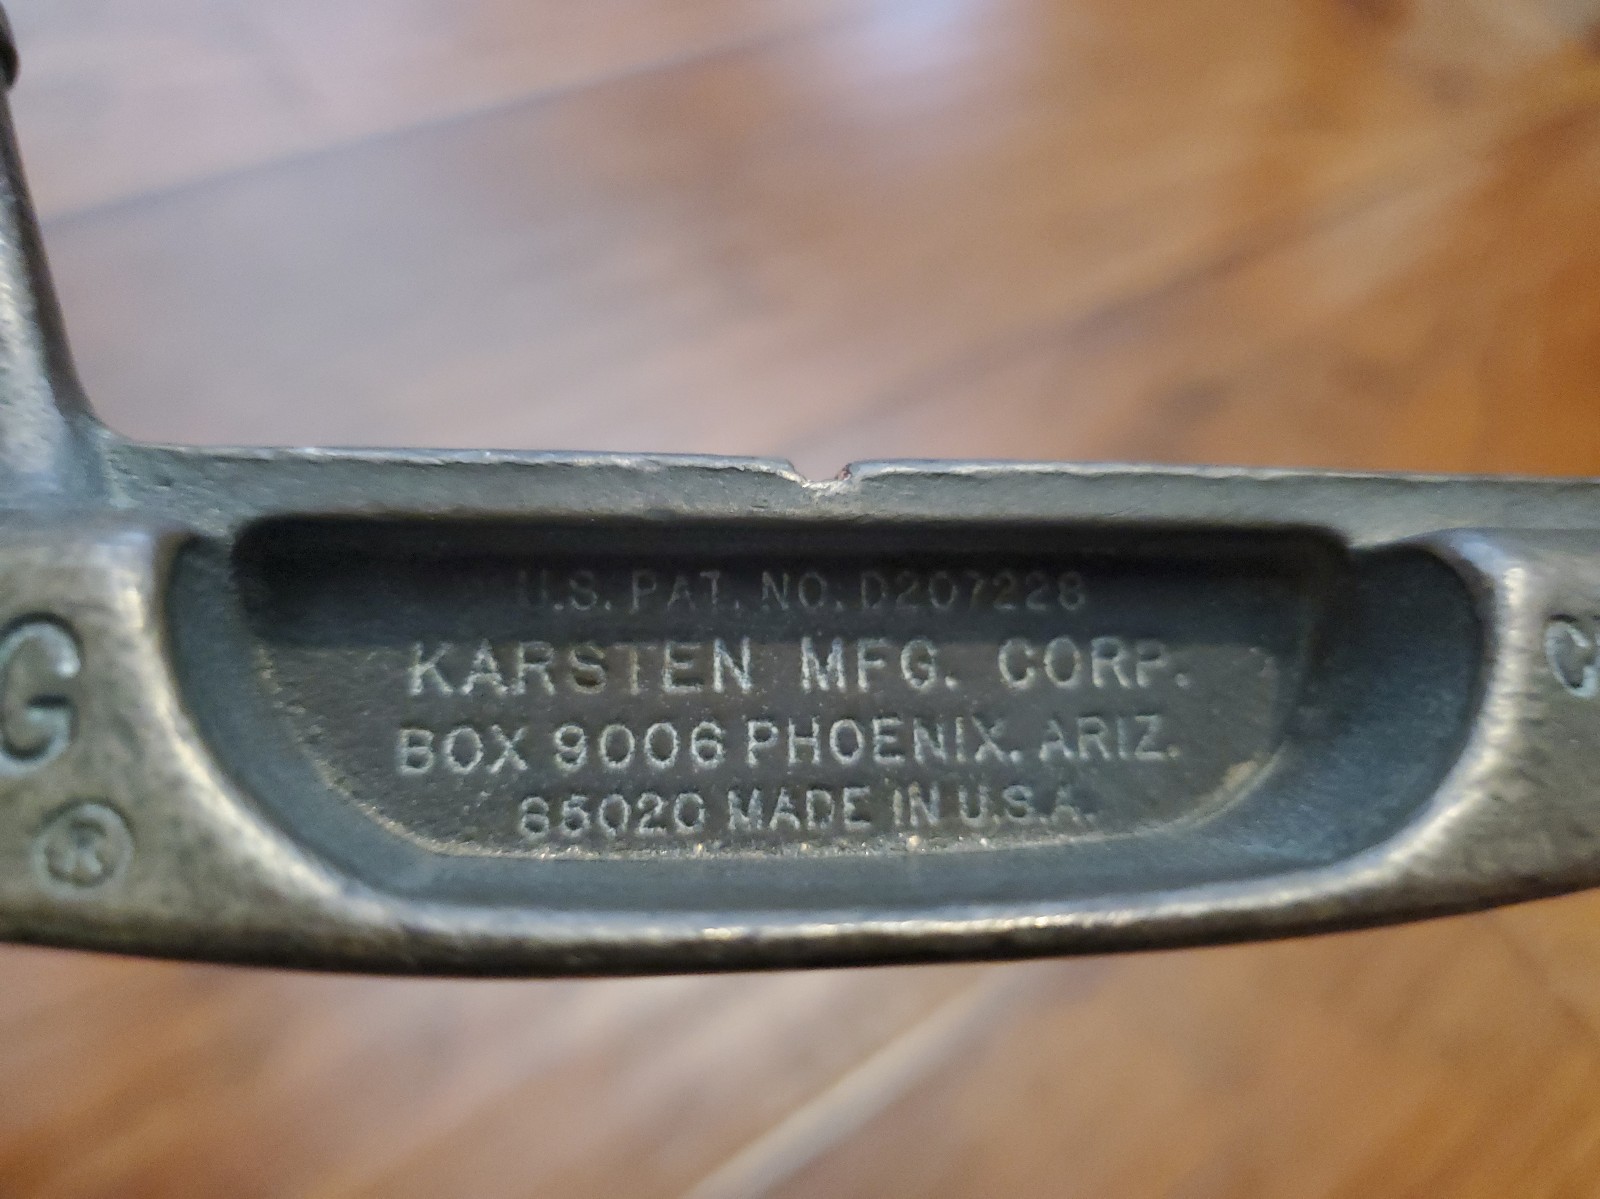 U.S. PAT. NO. D207228
KARSTEN MFG. CORP.
BOX 9006 PHOENIX. ARIZ.
85020 MADE IN U.S.A.
G
®